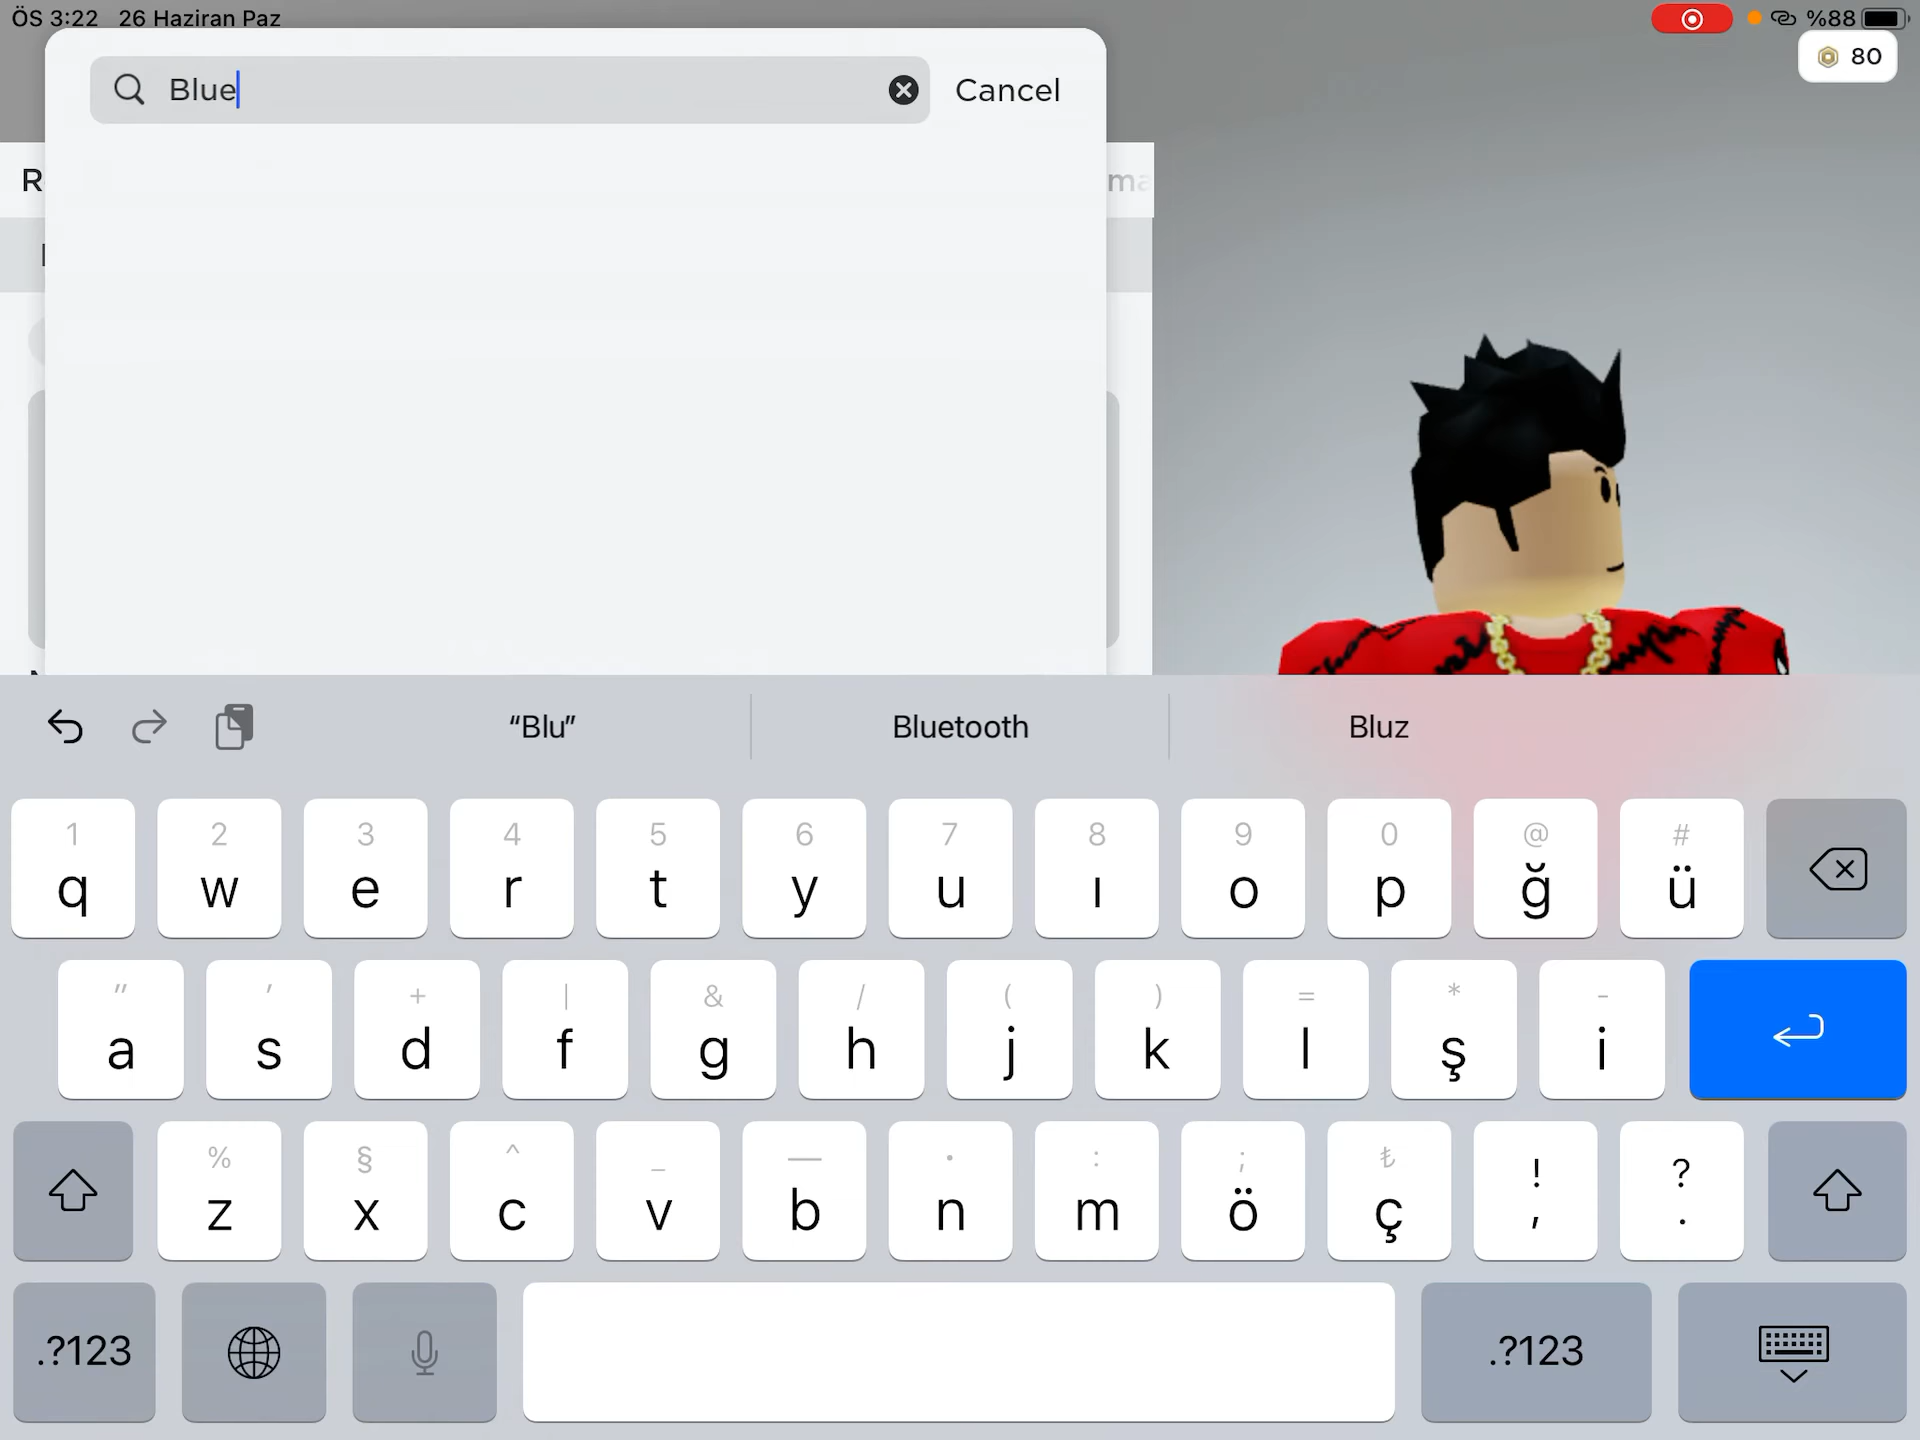 ÖS 3:22 26 Haziran Paz
%88
80
Blue
Cancel
R
ma
"Blu"
Bluetooth
Bluz
1 2 3 4 5 6 7 8 9 0 @ #
q w e r t y u ı o p ğ ü
" ' + | & / ( ) = * -
a s d f g h j k l ş i
% § ^ _ — • : ; ₺ ! ?
z x c v b n m ö ç , .
.?123
.?123